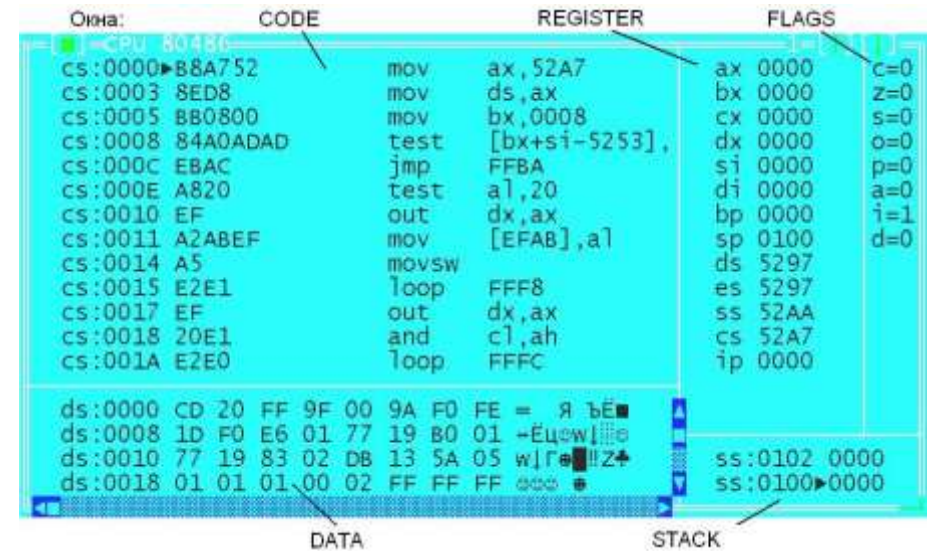 Окна: CODE REGISTER FLAGS
CPU 80486
cs:0000►B8A752 mov ax,52A7 ax 0000 c=0
cs:0003 8ED8 mov ds,ax bx 0000 z=0
cs:0005 BB0800 mov bx,0008 cx 0000 s=0
cs:0008 84A0ADAD test [bx+si-5253], dx 0000 o=0
cs:000C EBAC jmp FFBA si 0000 p=0
cs:000E A820 test al,20 di 0000 a=0
cs:0010 EF out dx,ax bp 0000 i=1
cs:0011 A2ABEF mov [EFAB],al sp 0100 d=0
cs:0014 A5 movsw ds 5297
cs:0015 E2E1 loop FFF8 es 5297
cs:0017 EF out dx,ax ss 52AA
cs:0018 20E1 and cl,ah cs 52A7
cs:001A E2E0 loop FFFC ip 0000
ds:0000 CD 20 FF 9F 00 9A F0 FE = Я ЪЁ■
ds:0008 1D F0 E6 01 77 19 B0 01 ↔Ёц☺w↓░☺
ds:0010 77 19 83 02 DB 13 5A 05 w↓Г☻█‼Z♣ ss:0102 0000
ds:0018 01 01 01 00 02 FF FF FF ☺☺☺ ☻ ss:0100►0000
DATA STACK